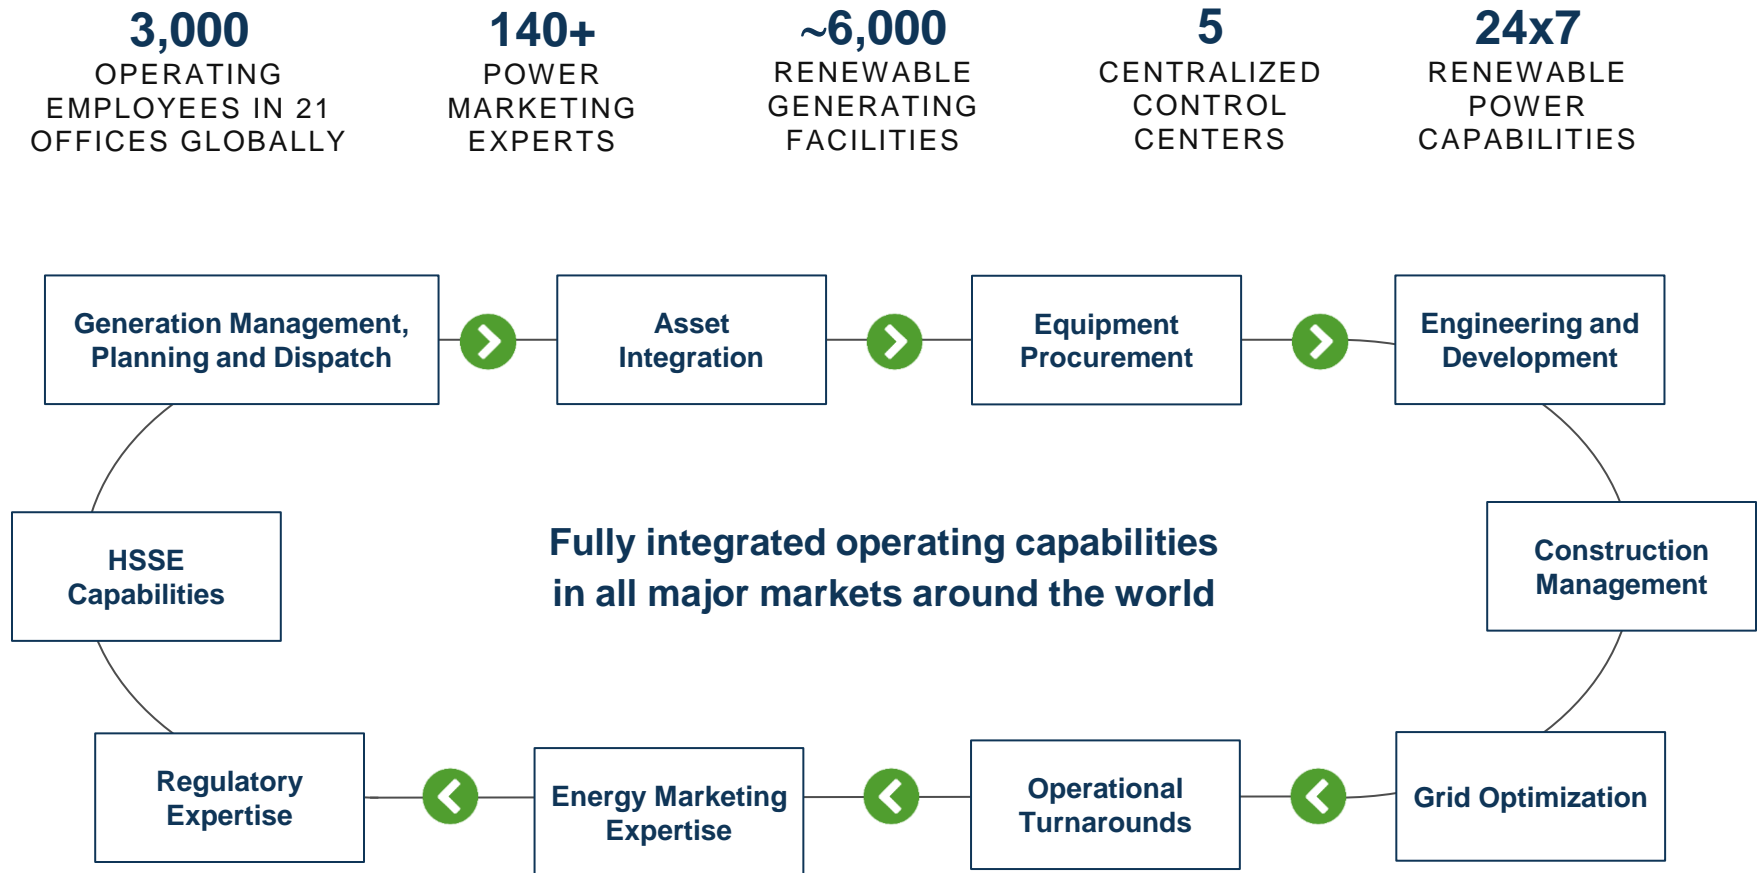 3,000
OPERATING
EMPLOYEES IN 21
OFFICES GLOBALLY
140+
POWER
MARKETING
EXPERTS
~6,000
RENEWABLE
GENERATING
FACILITIES
5
CENTRALIZED
CONTROL
CENTERS
24x7
RENEWABLE
POWER
CAPABILITIES
Generation Management,
Planning and Dispatch
Asset
Integration
Equipment
Procurement
Engineering and
Development
HSSE
Capabilities
Fully integrated operating capabilities
in all major markets around the world
Construction
Management
Regulatory
Expertise
Energy Marketing
Expertise
Operational
Turnarounds
Grid Optimization